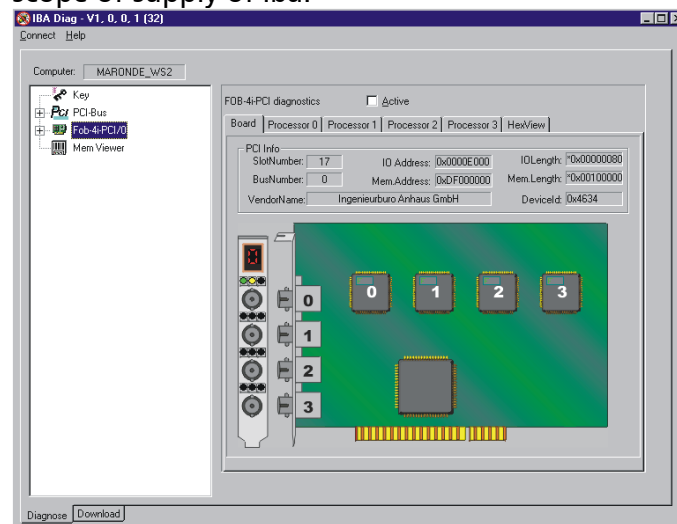 scope of supply of iba.
IBA Diag - V1, 0, 0, 1 (32)
Connect Help
Computer: MARONDE_WS2
Key
PCI PCI-Bus
Fob-4i-PCI/0
Mem Viewer
FOB-4i-PCI diagnostics Active
Board Processor 0 Processor 1 Processor 2 Processor 3 HexView
PCI Info
SlotNumber: 17 IO Address: 0x0000E000 IOLength: "0x00000080
BusNumber: 0 Mem.Address: 0xDF000000 Mem.Length: "0x00100000
VendorName: Ingenieurburo Anhaus GmbH DeviceId: 0x4634
0
0 1 2 3
0
1
2
3
Diagnose Download